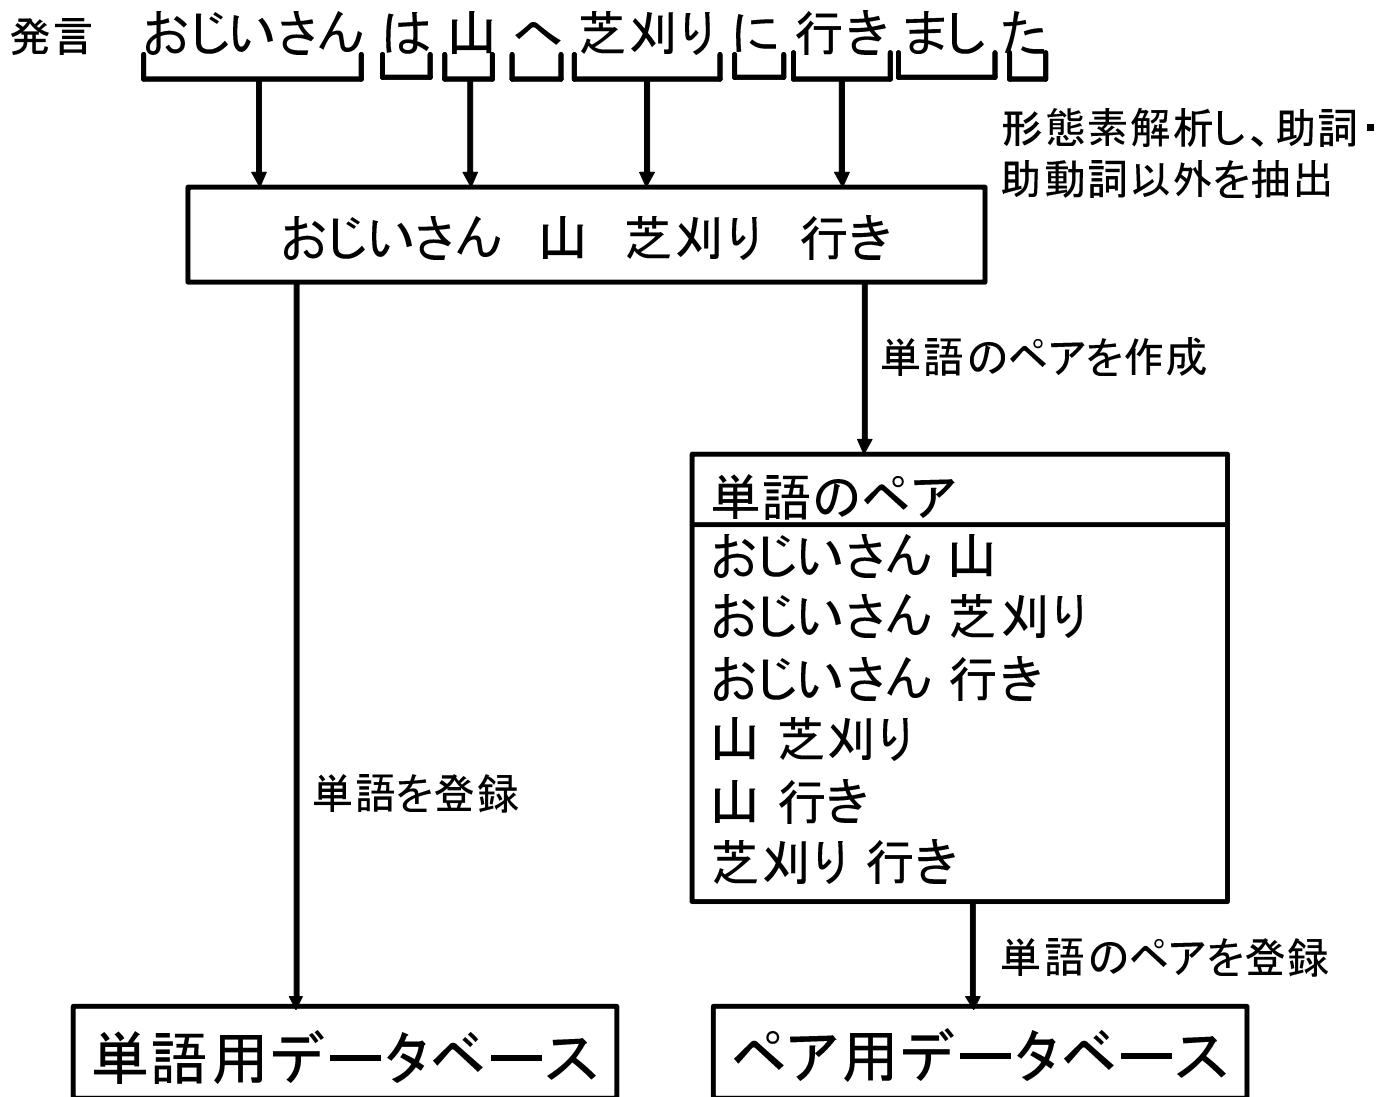 発言 おじいさん は 山 へ 芝刈り に 行き まし た
形態素解析し、助詞・
助動詞以外を抽出
おじいさん 山 芝刈り 行き
単語のペアを作成
単語のペア
おじいさん 山
おじいさん 芝刈り
おじいさん 行き
山 芝刈り
山 行き
芝刈り 行き
単語を登録
単語のペアを登録
単語用データベース
ペア用データベース